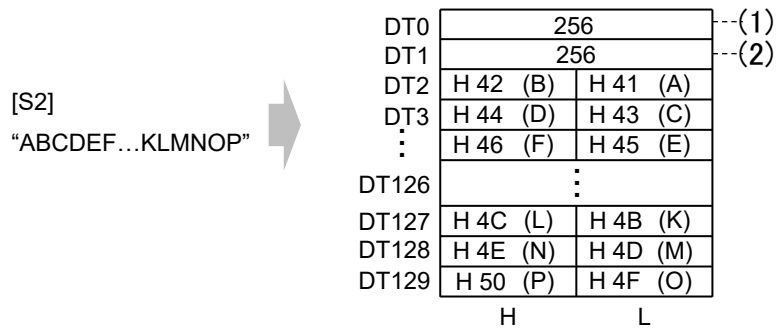 [S2]
“ABCDEF…KLMNOP”
DT0 256 (1)
DT1 256 (2)
DT2 H 42 (B) H 41 (A)
DT3 H 44 (D) H 43 (C)
⋮ H 46 (F) H 45 (E)
DT126 ⋮
DT127 H 4C (L) H 4B (K)
DT128 H 4E (N) H 4D (M)
DT129 H 50 (P) H 4F (O)
H L